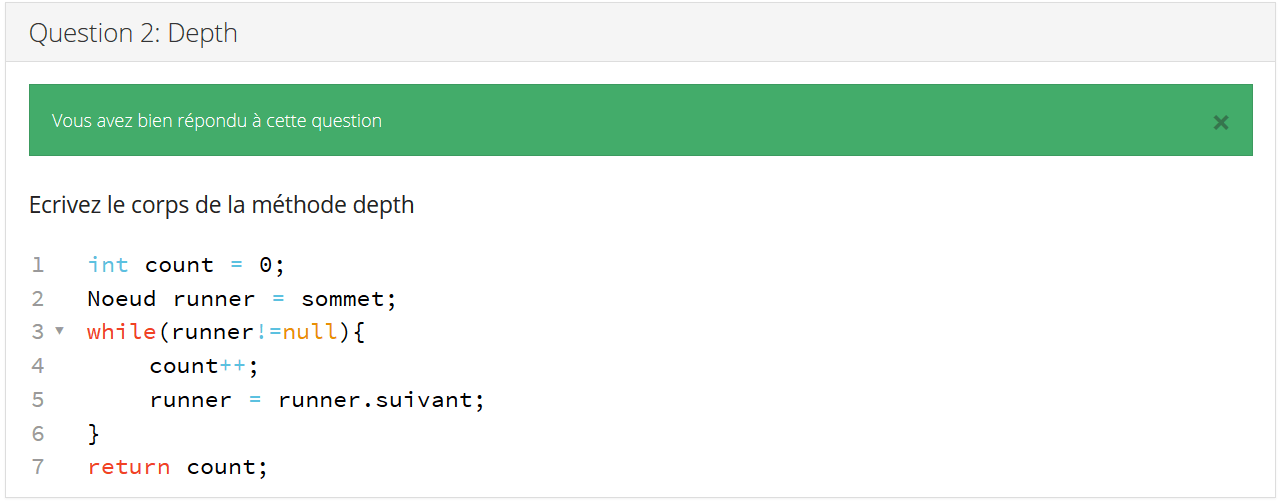 Question 2: Depth
Vous avez bien répondu à cette question ×
Ecrivez le corps de la méthode depth
1 int count = 0;
2 Noeud runner = sommet;
3 ▾ while(runner!=null){
4 count++;
5 runner = runner.suivant;
6 }
7 return count;